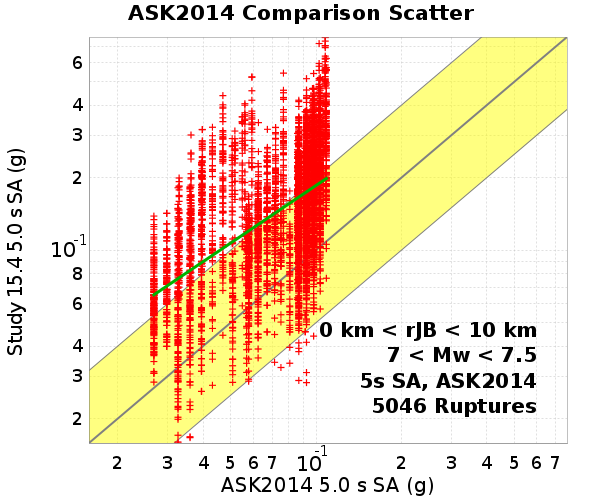 ASK2014 Comparison Scatter
Study 15.4 5.0 s SA (g)
6
4
3
2
10-1
8
6
4
3
2
0 km < rJB < 10 km
7 < Mw < 7.5
5s SA, ASK2014
5046 Ruptures
2 3 4 5 6 7 10-1 2 3 4 5 6 7
ASK2014 5.0 s SA (g)